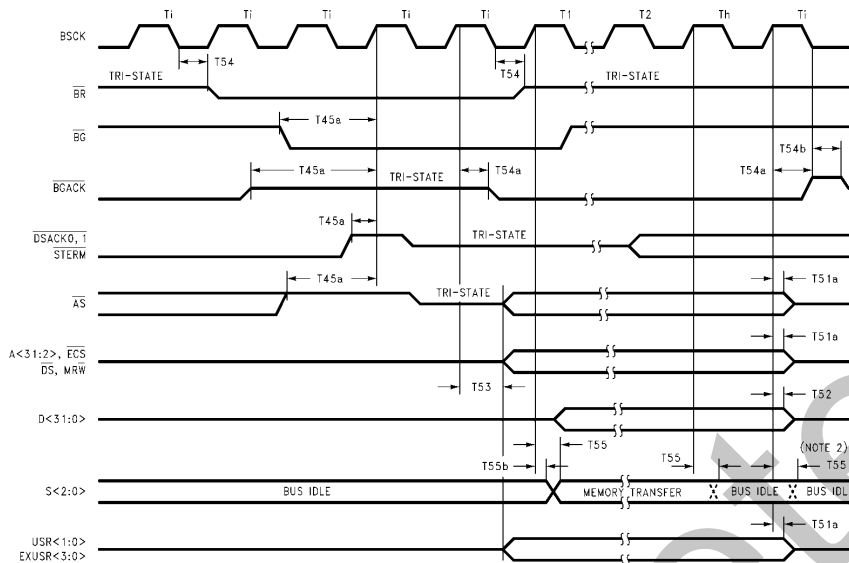 Ti Ti Ti Ti Ti T1 T2 Th Ti
BSCK
T54 T54
TRI-STATE TRI-STATE
BR
T45a
BG
T54b
T45a TRI-STATE T54a T54a
BGACK
T45a
DSACK0, 1 TRI-STATE
STERM
T45a T51a
TRI-STATE
AS
T51a
A<31:2>, ECS
DS, MRW
T53 T52
D<31:0>
(NOTE 2)
T55 T55 T55
T55b
S<2:0> BUS IDLE MEMORY TRANSFER BUS IDLE BUS IDL
T51a
USR<1:0>
EXUSR<3:0>